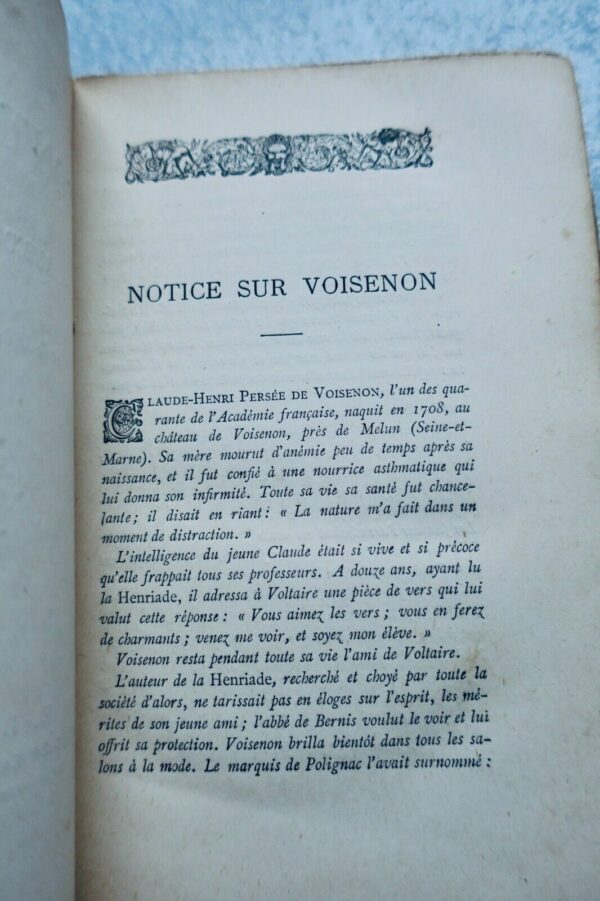 NOTICE SUR VOISENON
CLAUDE-HENRI PERSÉE DE VOISENON, l'un des qua-
rante de l'Académie française, naquit en 1708, au
château de Voisenon, près de Melun (Seine-et-
Marne). Sa mère mourut d'anémie peu de temps après sa
naissance, et il fut confié à une nourrice asthmatique qui
lui donna son infirmité. Toute sa vie sa santé fut chance-
lante; il disait en riant: « La nature m'a fait dans un
moment de distraction. »
L'intelligence du jeune Claude était si vive et si précoce
qu'elle frappait tous ses professeurs. A douze ans, ayant lu
la Henriade, il adressa à Voltaire une pièce de vers qui lui
valut cette réponse : « Vous aimez les vers ; vous en ferez
de charmants ; venez me voir, et soyez mon élève. »
Voisenon resta pendant toute sa vie l'ami de Voltaire.
L'auteur de la Henriade, recherché et choyé par toute la
société d'alors, ne tarissait pas en éloges sur l'esprit, les mé-
rites de son jeune ami ; l'abbé de Bernis voulut le voir et lui
offrit sa protection. Voisenon brilla bientôt dans tous les sa-
lons à la mode. Le marquis de Polignac l'avait surnommé :